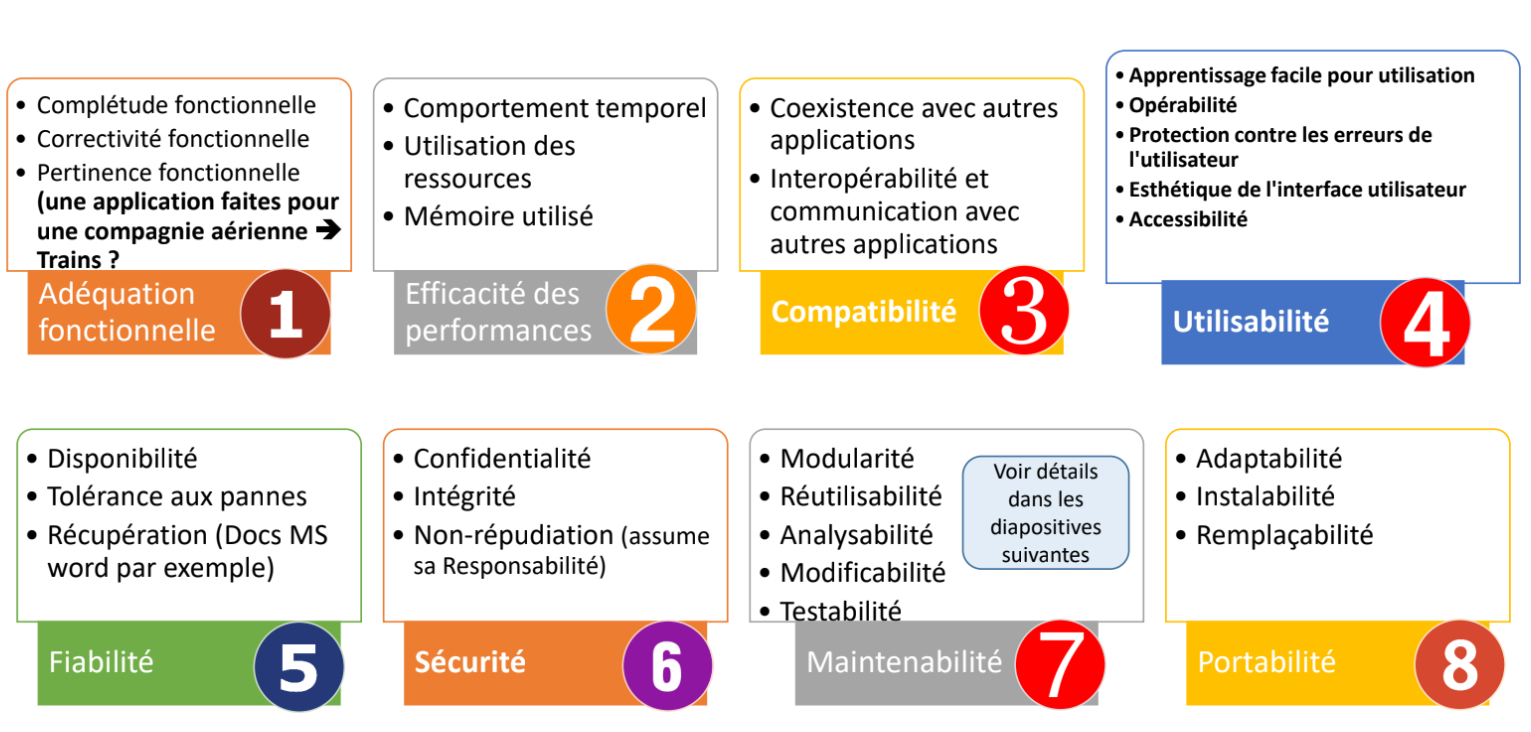 • Complétude fonctionnelle
• Correctivité fonctionnelle
• Pertinence fonctionnelle
(une application faites pour
une compagnie aérienne ➔
Trains ?
Adéquation
fonctionnelle
1
• Comportement temporel
• Utilisation des
ressources
• Mémoire utilisé
Efficacité des
performances
2
• Coexistence avec autres
applications
• Interopérabilité et
communication avec
autres applications
Compatibilité
3
• Apprentissage facile pour utilisation
• Opérabilité
• Protection contre les erreurs de
l'utilisateur
• Esthétique de l'interface utilisateur
• Accessibilité
Utilisabilité
4
• Disponibilité
• Tolérance aux pannes
• Récupération (Docs MS
word par exemple)
Fiabilité
5
• Confidentialité
• Intégrité
• Non-répudiation (assume
sa Responsabilité)
Sécurité
6
• Modularité
• Réutilisabilité
• Analysabilité
• Modificabilité
• Testabilité
Voir détails
dans les
diapositives
suivantes
Maintenabilité
7
• Adaptabilité
• Instalabilité
• Remplaçabilité
Portabilité
8